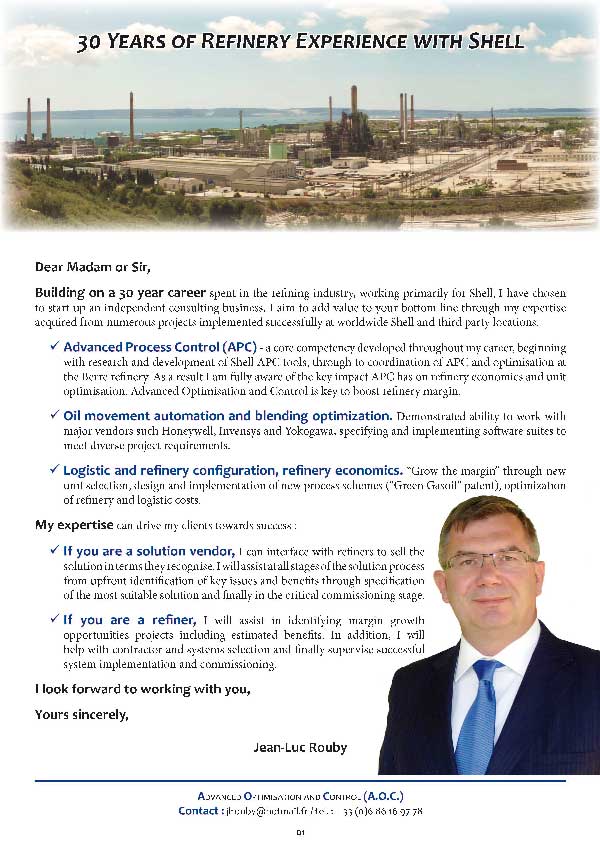 30 Years of Refinery Experience with Shell
Dear Madam or Sir,
Building on a 30 year career spent in the refining industry, working primarily for Shell, I have chosen
to start up an independent consulting business. I aim to add value to your bottom line through my expertise
acquired from numerous projects implemented successfully at worldwide Shell and third party locations.
✓ Advanced Process Control (APC) - a core competency developed throughout my career, beginning
with research and development of Shell APC tools, through to coordination of APC and optimisation at
the Berre refinery. As a result I am fully aware of the key impact APC has on refinery economics and unit
optimisation. Advanced Optimisation and Control is key to boost refinery margin.
✓ Oil movement automation and blending optimization. Demonstrated ability to work with
major vendors such Honeywell, Invensys and Yokogawa, specifying and implementing software suites to
meet diverse project requirements.
✓ Logistic and refinery configuration, refinery economics. "Grow the margin" through new
unit selection, design and implementation of new process schemes ("Green Gasoil" patent), optimization
of refinery and logistic costs.
My expertise can drive my clients towards success :
✓ If you are a solution vendor, I can interface with refiners to sell the
solution in terms they recognise. I will assist at all stages of the solution process
from upfront identification of key issues and benefits through specification
of the most suitable solution and finally in the critical commissioning stage.
✓ If you are a refiner, I will assist in identifying margin growth
opportunities projects including estimated benefits. In addition, I will
help with contractor and systems selection and finally supervise successful
system implementation and commissioning.
I look forward to working with you,
Yours sincerely,
Jean-Luc Rouby
Advanced Optimisation and Control (A.O.C.)
Contact : jlrouby@hotmail.fr / tel. : +33 (0)6 86 16 97 78
01